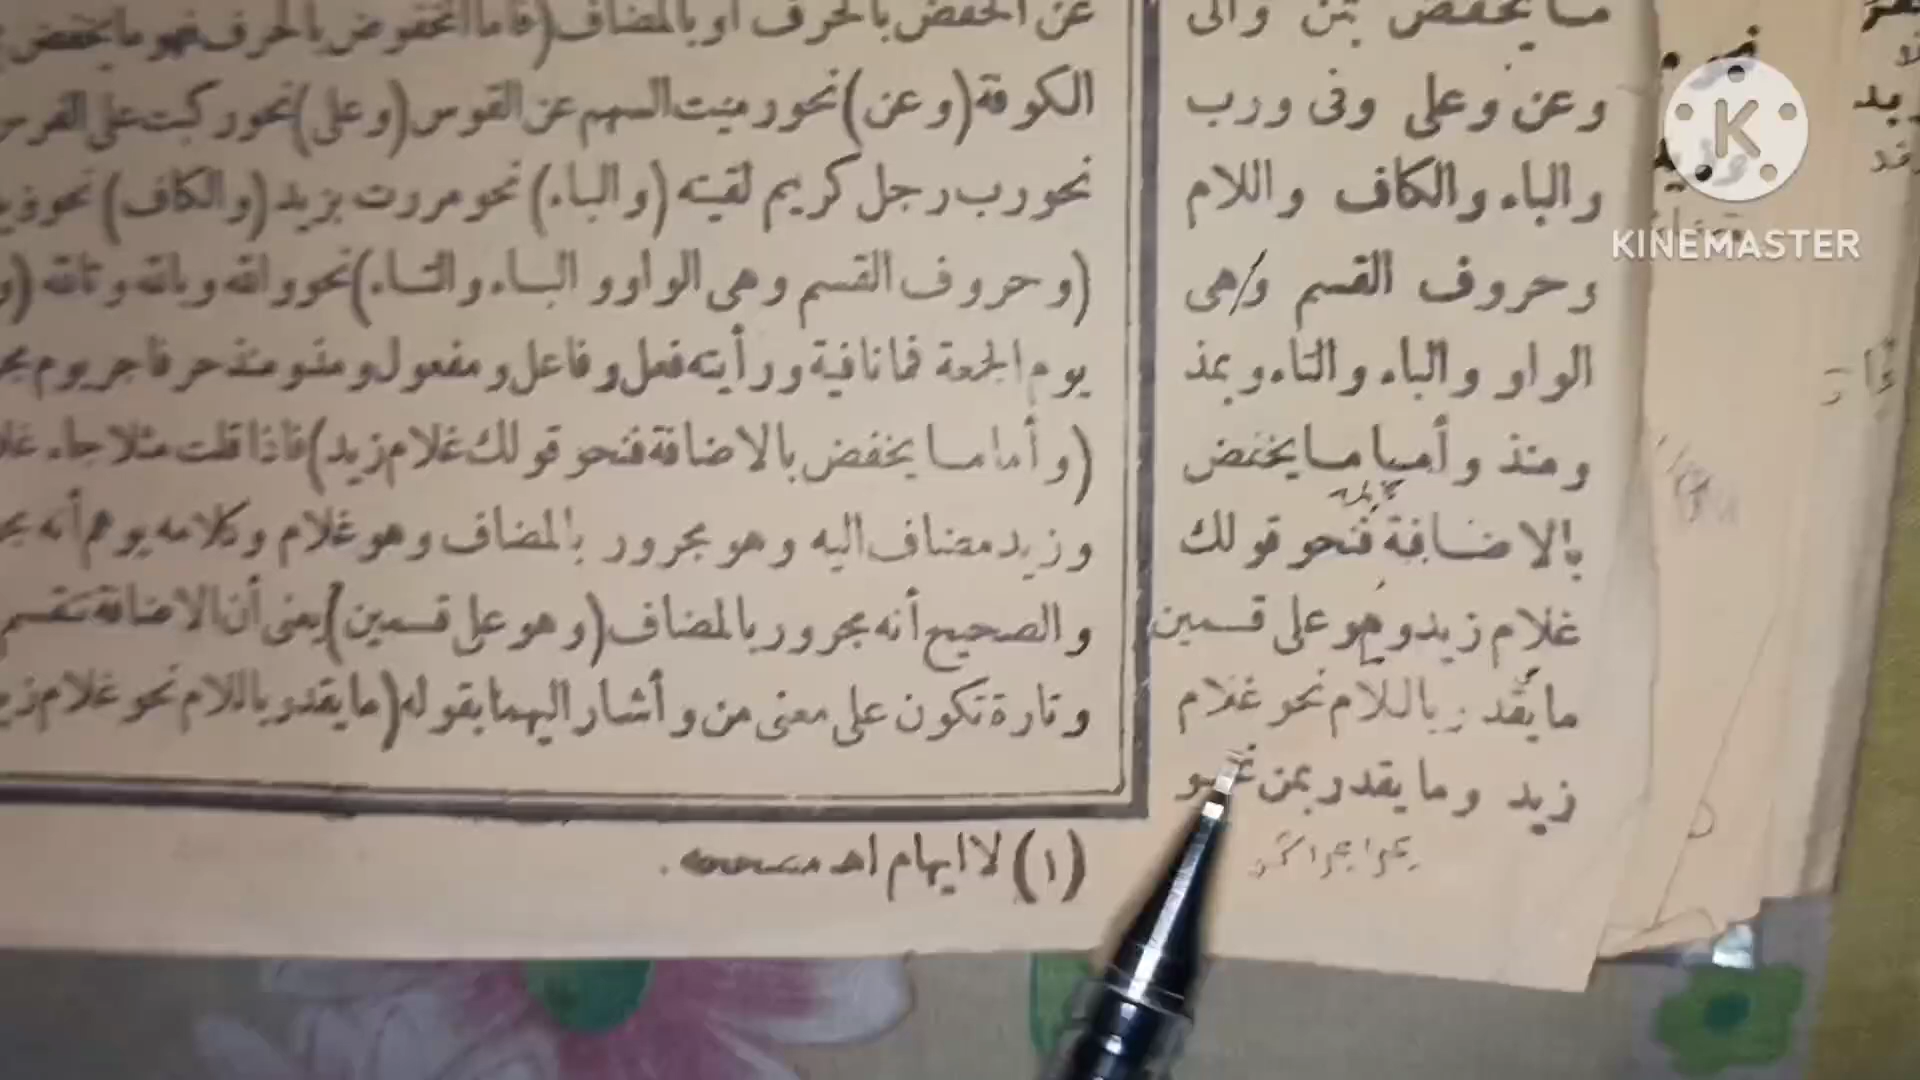 ما يخفض بمن والى
وعن وعلى وفى ورب
والباء والكاف واللام
وحروف القسم وهى
الواو والباء والتاء وبمذ
ومنذ وأما ما يخفض
بالاضافة فنحو قولك
غلام زيد وهو على قسمين
ما يقدر باللام نحو غلام
زيد وما يقدر بمن نحو
عن الخفض بالحرف أو بالمضاف (فاما المخفوض بالحرف فهو ما يخفض
الكوفة (وعن) نحو رميت السهم عن القوس (وعلى) نحو ركبت على الفرس
نحو رب رجل كريم لقيته (والباء) نحو مررت بزيد (والكاف) نحو زيد
(وحروف القسم وهى الواو والباء والتاء) نحو والله وبالله وتالله (و
يوم الجمعة فما نافية ورأيته فعل وفاعل ومفعول ومذ ومنذ حرفا جر يوم
(وأما ما يخفض بالاضافة فنحو قولك غلام زيد) فاذا قلت مثلا جاء
وزيد مضاف اليه وهو مجرور بالمضاف وهو غلام وكلامه يوهم أنه
والصحيح أنه مجرور بالمضاف (وهو على قسمين) يعنى أن الاضافة تنقسم
وتارة تكون على معنى من وأشار اليهما بقوله (ما يقدر باللام نحو غلام
(١) لا ايهام اهـ مصححه .
KINEMASTER